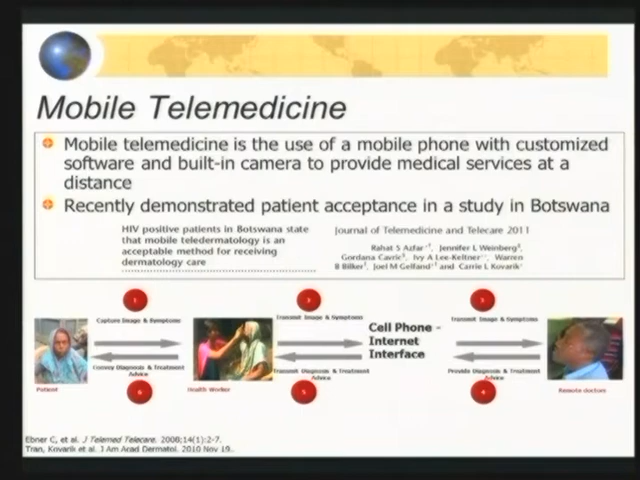 Mobile Telemedicine
Mobile telemedicine is the use of a mobile phone with customized
software and built-in camera to provide medical services at a
distance
Recently demonstrated patient acceptance in a study in Botswana
HIV positive patients in Botswana state
that mobile teledermatology is an
acceptable method for receiving
dermatology care
Journal of Telemedicine and Telecare 2011
Rahat S Azfar, Jennifer L Weinberg,
Gordana Cavric, Ivy A Lee-Keltner, Warren
B Bilker, Joel M Gelfand and Carrie L Kovarik
Capture Image & Symptoms
Transmit Image & Symptoms
Transmit Image & Symptoms
Cell Phone -
Internet
Interface
Convey Diagnosis & Treatment
Advice
Transmit Diagnosis & Treatment
Advice
Provide Diagnosis & Treatment
Advice
Patient
Health Worker
Remote doctors
5
4
Ebner C, et al. J Telemed Telecare. 2008;14(1):2-7.
Tran, Kovarik et al. J Am Acad Dermatol. 2010 Nov 19.